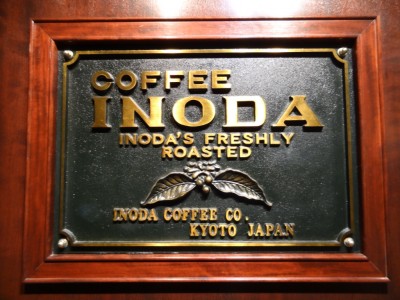 COFFEE
INODA
INODA'S FRESHLY
ROASTED
INODA COFFEE CO.
KYOTO JAPAN